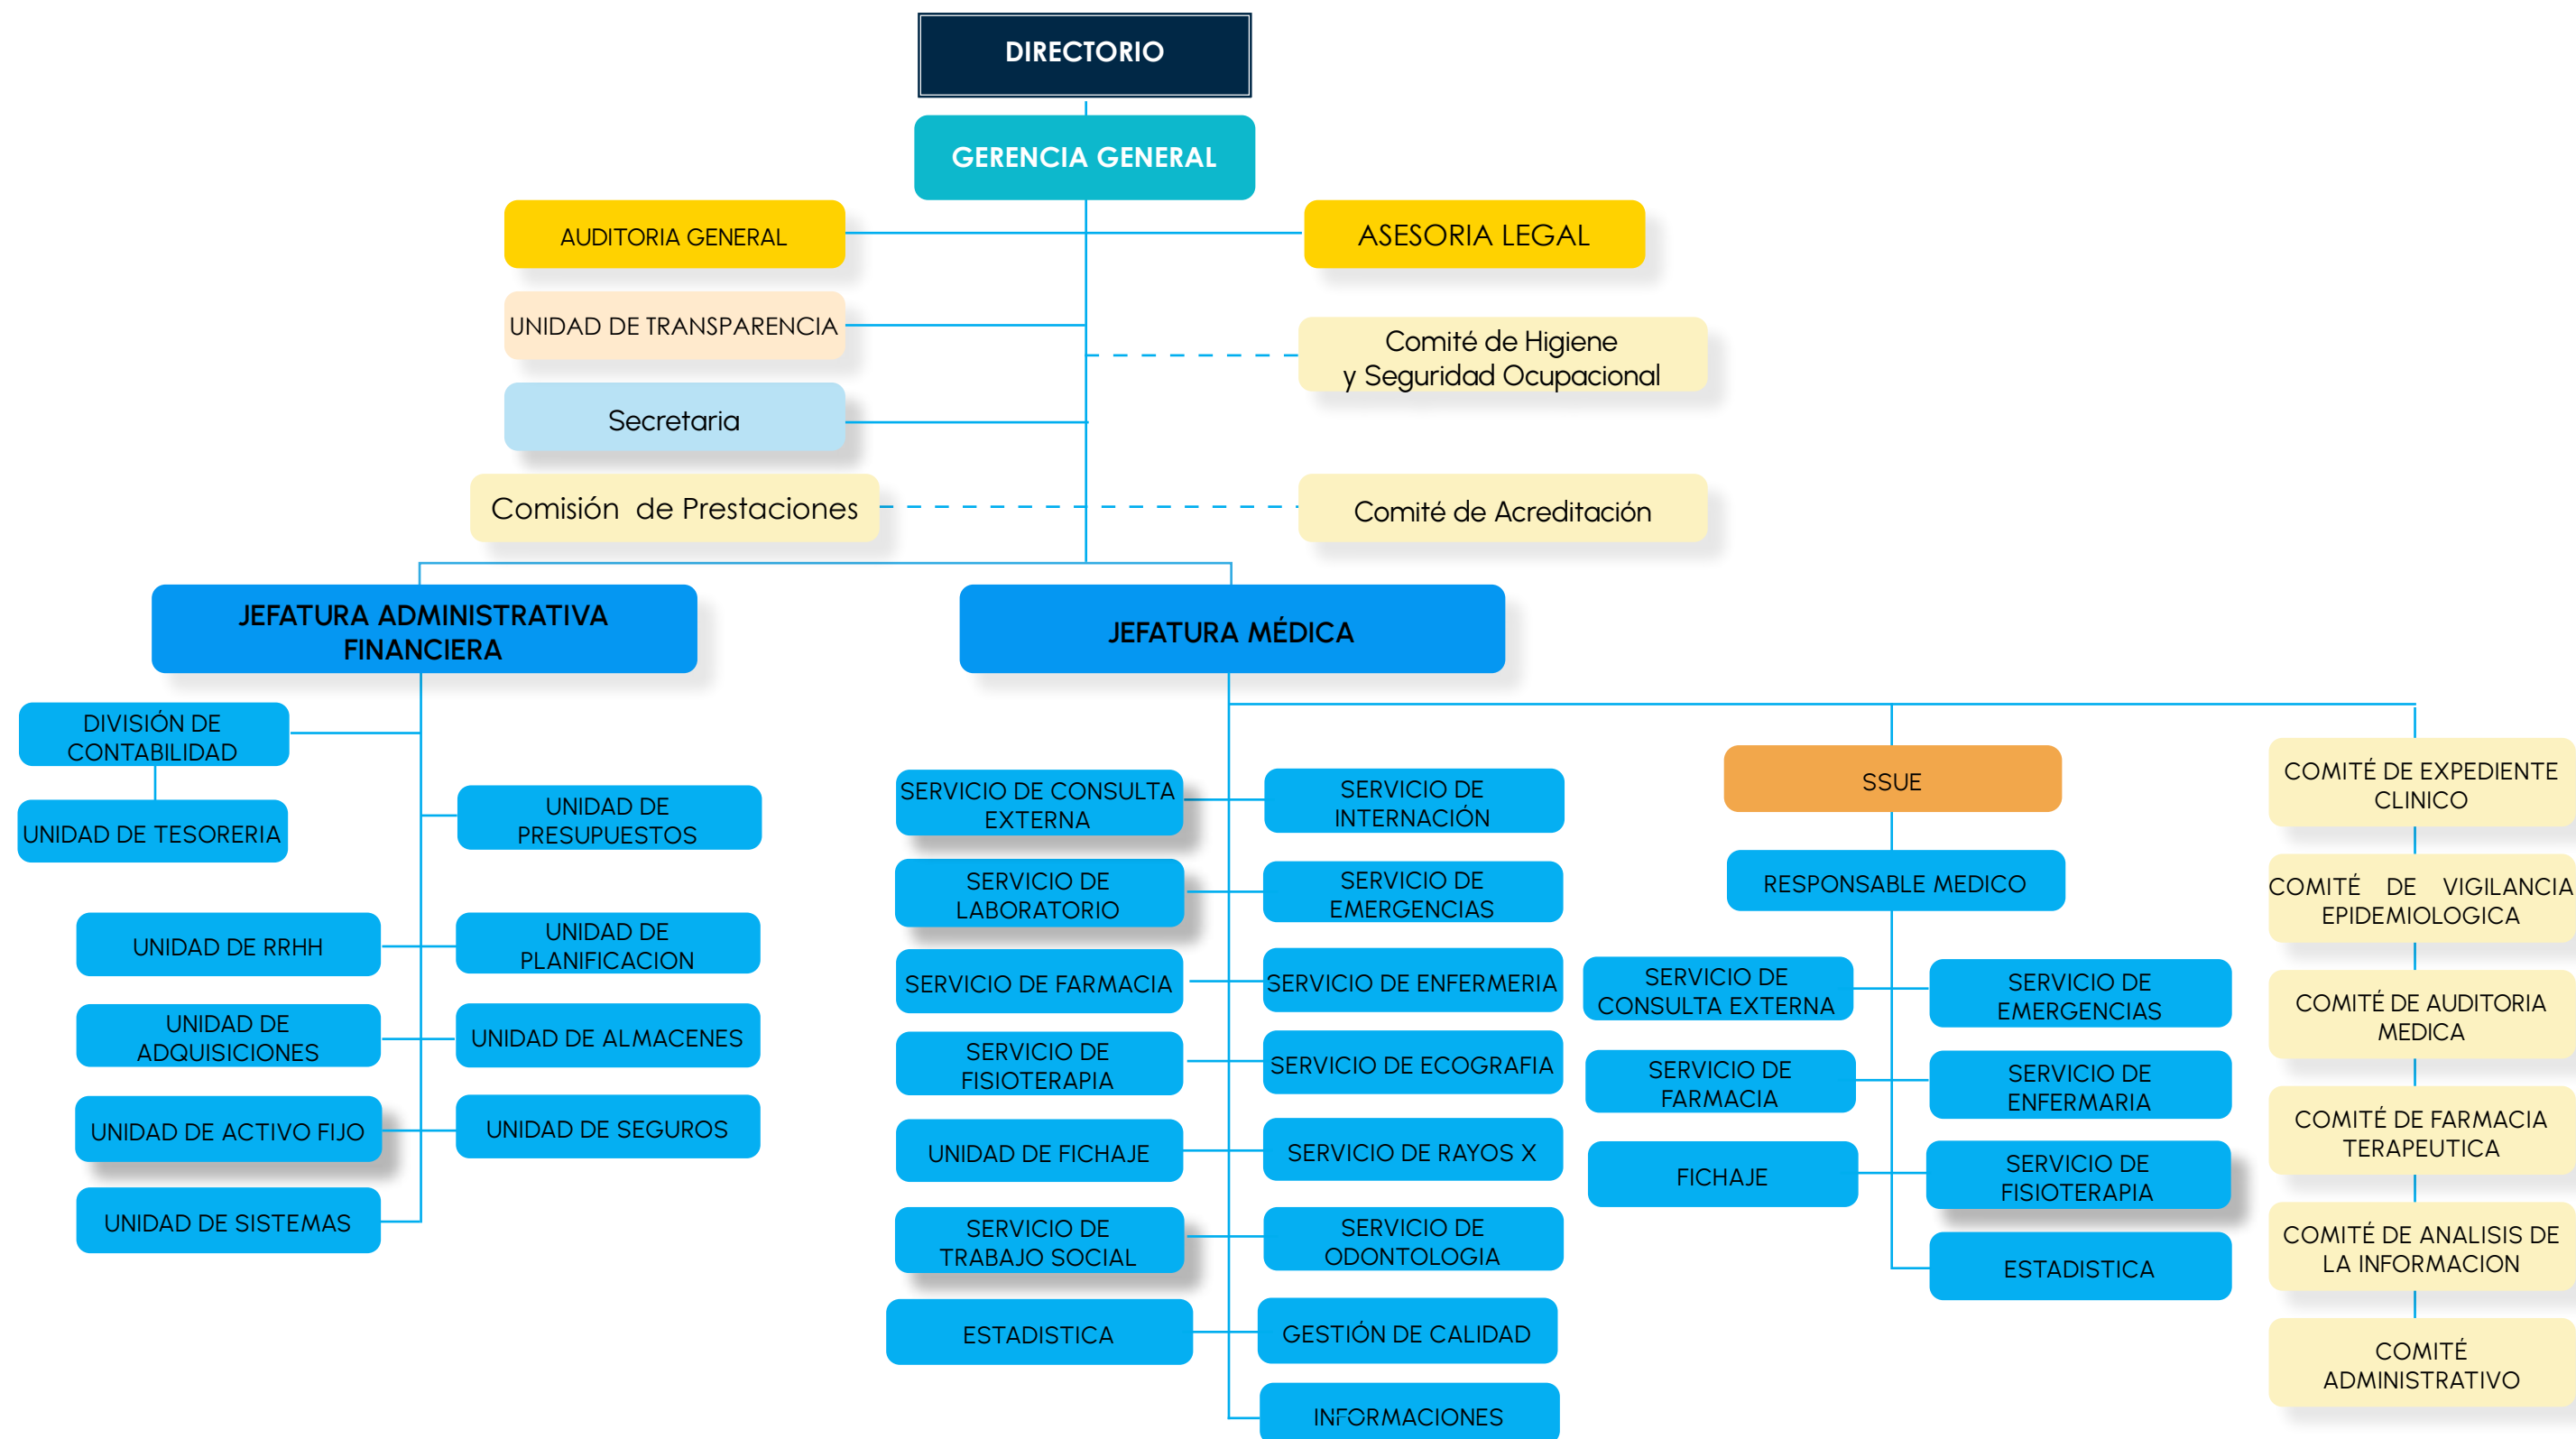 DIRECTORIO
GERENCIA GENERAL
AUDITORIA GENERAL
ASESORIA LEGAL
UNIDAD DE TRANSPARENCIA
Comité de Higiene
y Seguridad Ocupacional
Secretaria
Comisión de Prestaciones
Comité de Acreditación
JEFATURA ADMINISTRATIVA
FINANCIERA
JEFATURA MÉDICA
DIVISIÓN DE
CONTABILIDAD
UNIDAD DE TESORERIA
UNIDAD DE
PRESUPUESTOS
UNIDAD DE RRHH
UNIDAD DE
PLANIFICACION
UNIDAD DE
ADQUISICIONES
UNIDAD DE ALMACENES
UNIDAD DE ACTIVO FIJO
UNIDAD DE SEGUROS
UNIDAD DE SISTEMAS
SERVICIO DE CONSULTA
EXTERNA
SERVICIO DE
INTERNACIÓN
SERVICIO DE
LABORATORIO
SERVICIO DE
EMERGENCIAS
SERVICIO DE FARMACIA
SERVICIO DE ENFERMERIA
SERVICIO DE
FISIOTERAPIA
SERVICIO DE ECOGRAFIA
UNIDAD DE FICHAJE
SERVICIO DE RAYOS X
SERVICIO DE
TRABAJO SOCIAL
SERVICIO DE
ODONTOLOGIA
ESTADISTICA
GESTIÓN DE CALIDAD
INFORMACIONES
SSUE
RESPONSABLE MEDICO
SERVICIO DE
CONSULTA EXTERNA
SERVICIO DE
EMERGENCIAS
SERVICIO DE
FARMACIA
SERVICIO DE
ENFERMARIA
FICHAJE
SERVICIO DE
FISIOTERAPIA
ESTADISTICA
COMITÉ DE EXPEDIENTE
CLINICO
COMITÉ DE VIGILANCIA
EPIDEMIOLOGICA
COMITÉ DE AUDITORIA
MEDICA
COMITÉ DE FARMACIA
TERAPEUTICA
COMITÉ DE ANALISIS DE
LA INFORMACION
COMITÉ
ADMINISTRATIVO